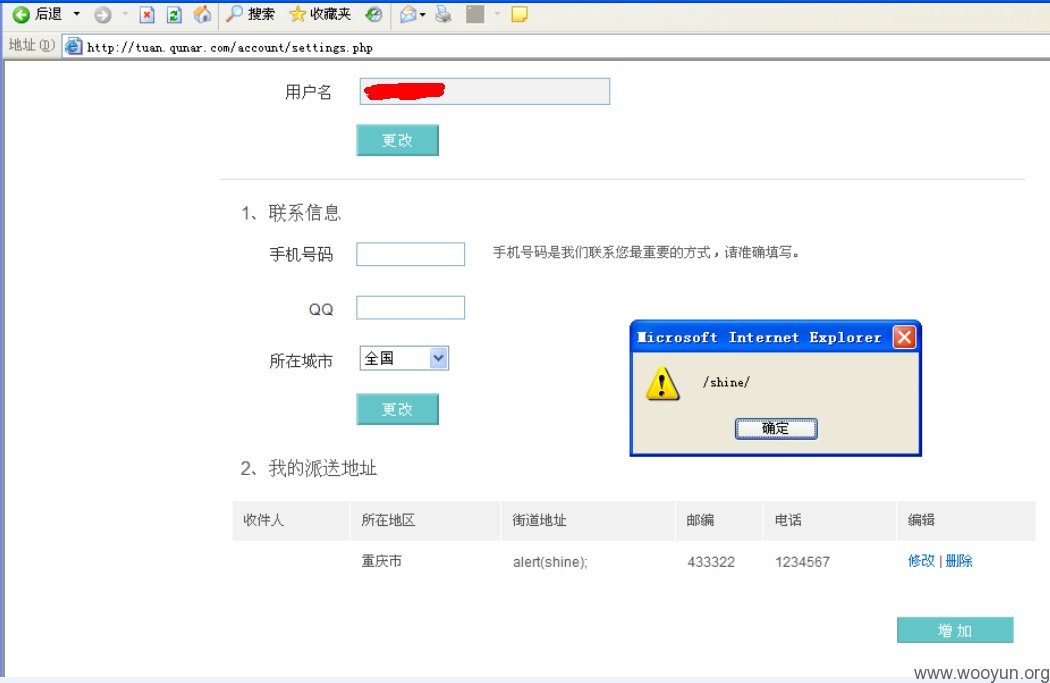 后退 搜索 收藏夹
地址(D) http://tuan.qunar.com/account/settings.php
用户名
更改
1、联系信息
手机号码 手机号码是我们联系您最重要的方式，请准确填写。
QQ
所在城市 全国
更改
Microsoft Internet Explorer
/shine/
确定
2、我的派送地址
收件人 所在地区 街道地址 邮编 电话 编辑
重庆市 alert(shine); 433322 1234567 修改 | 删除
增 加
www.wooyun.org